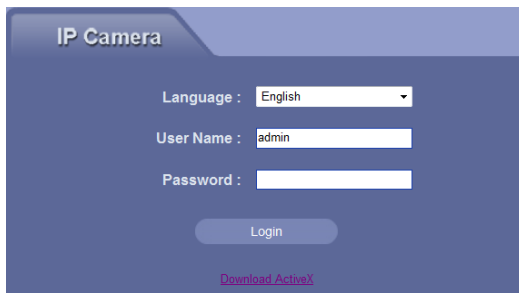 IP Camera
Language : English
User Name : admin
Password :
Login
Download ActiveX